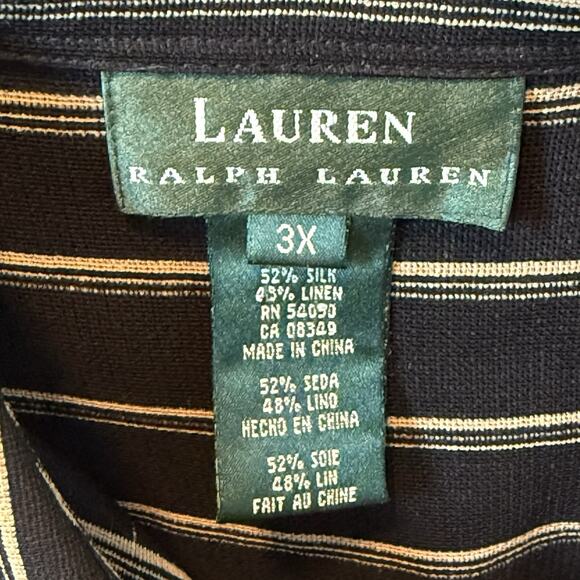 LAUREN
RALPH LAUREN
3X
52% SILK
48% LINEN
RN 54090
CA 08349
MADE IN CHINA
52% SEDA
48% LINO
HECHO EN CHINA
52% SOIE
48% LIN
FAIT AU CHINE